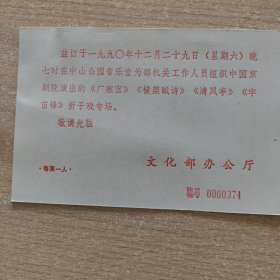 兹订于一九九〇年十二月二十九日（星期六）晚
七时在中山公园音乐堂为部机关工作人员组织中国京
剧院演出的《广寒宫》《横槊赋诗》《清风亭》《宇
宙锋》折子戏专场。
敬请光临
文化部办公厅
·每票一人·
编号 0000374